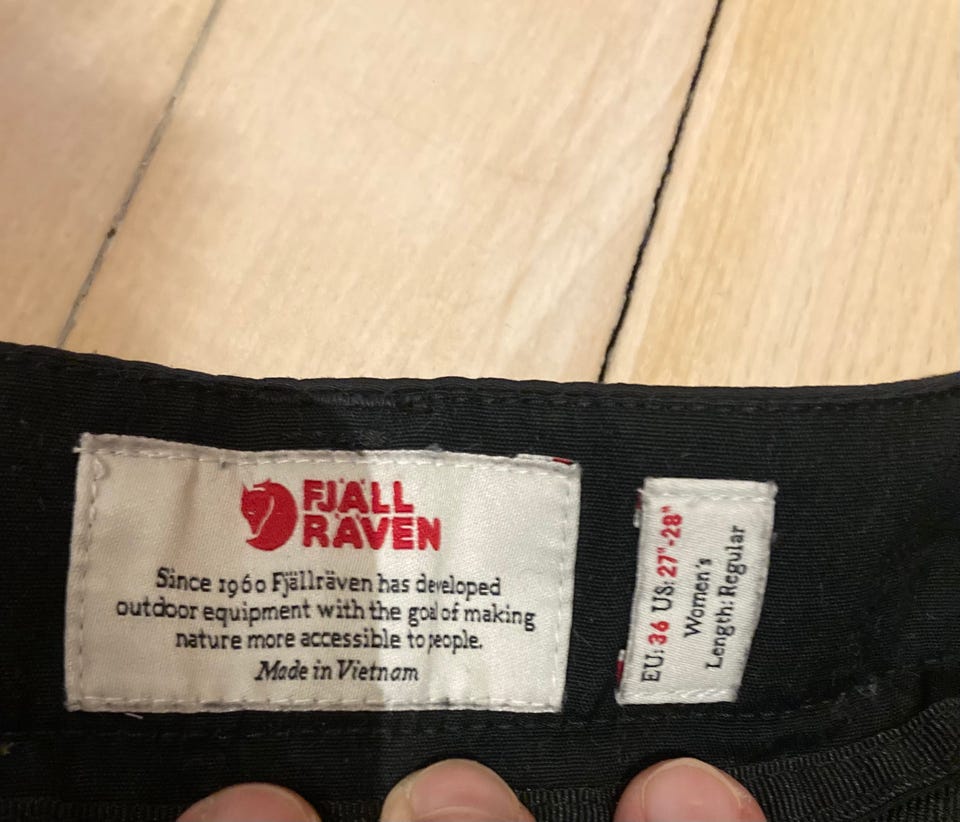 FJÄLL
RÄVEN
Since 1960 Fjällräven has developed
outdoor equipment with the goal of making
nature more accessible to people.
Made in Vietnam
EU: 36 US: 27"-28"
Women's
Length: Regular